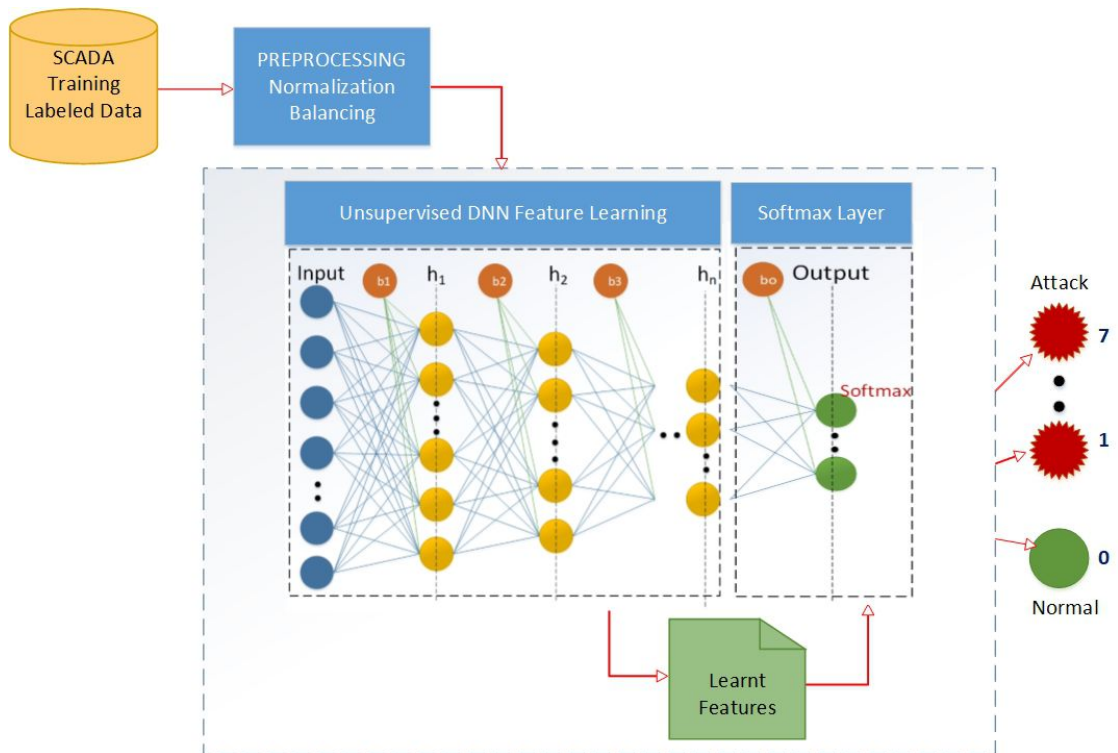 SCADA
Training
Labeled Data
PREPROCESSING
Normalization
Balancing
Unsupervised DNN Feature Learning
Softmax Layer
Input
b1
h1
b2
h2
b3
hn
bo
Output
Softmax
Attack
7
1
0
Normal
Learnt
Features